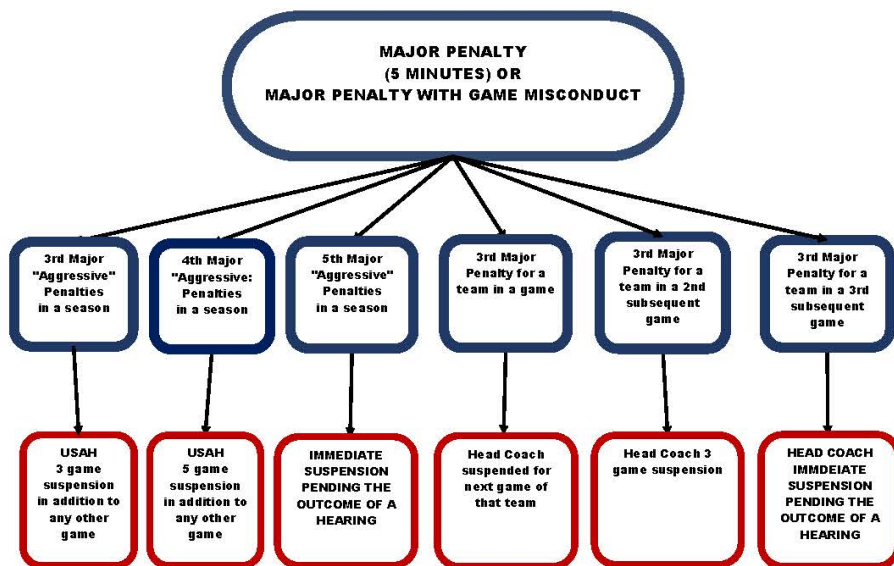 MAJOR PENALTY
(5 MINUTES) OR
MAJOR PENALTY WITH GAME MISCONDUCT
3rd Major
"Aggressive"
Penalties
in a season
4th Major
"Aggressive:
Penalties
in a season
5th Major
"Aggressive"
Penalties
in a season
3rd Major
Penalty for a
team in a game
3rd Major
Penalty for a
team in a 2nd
subsequent
game
3rd Major
Penalty for a
team in a 3rd
subsequent
game
USAH
3 game
suspension
in addition to
any other
game
USAH
5 game
suspension
in addition to
any other
game
IMMEDIATE
SUSPENSION
PENDING THE
OUTCOME OF A
HEARING
Head Coach
suspended for
next game of
that team
Head Coach 3
game suspension
HEAD COACH
IMMDEIATE
SUSPENSION
PENDING THE
OUTCOME OF A
HEARING